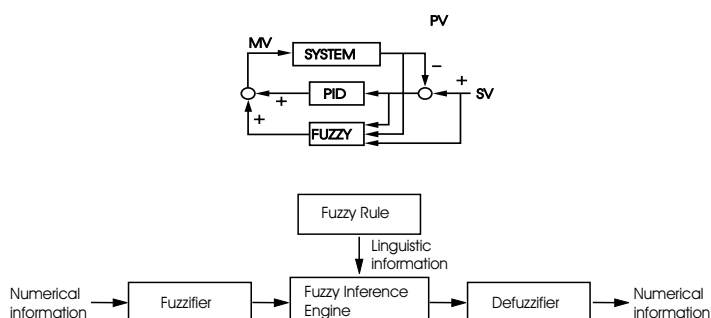 PV
MV
SYSTEM
−
+
PID
SV
+
+
FUZZY
Fuzzy Rule
Linguistic
information
Numerical
information
Fuzzifier
Fuzzy Inference
Engine
Defuzzifier
Numerical
information